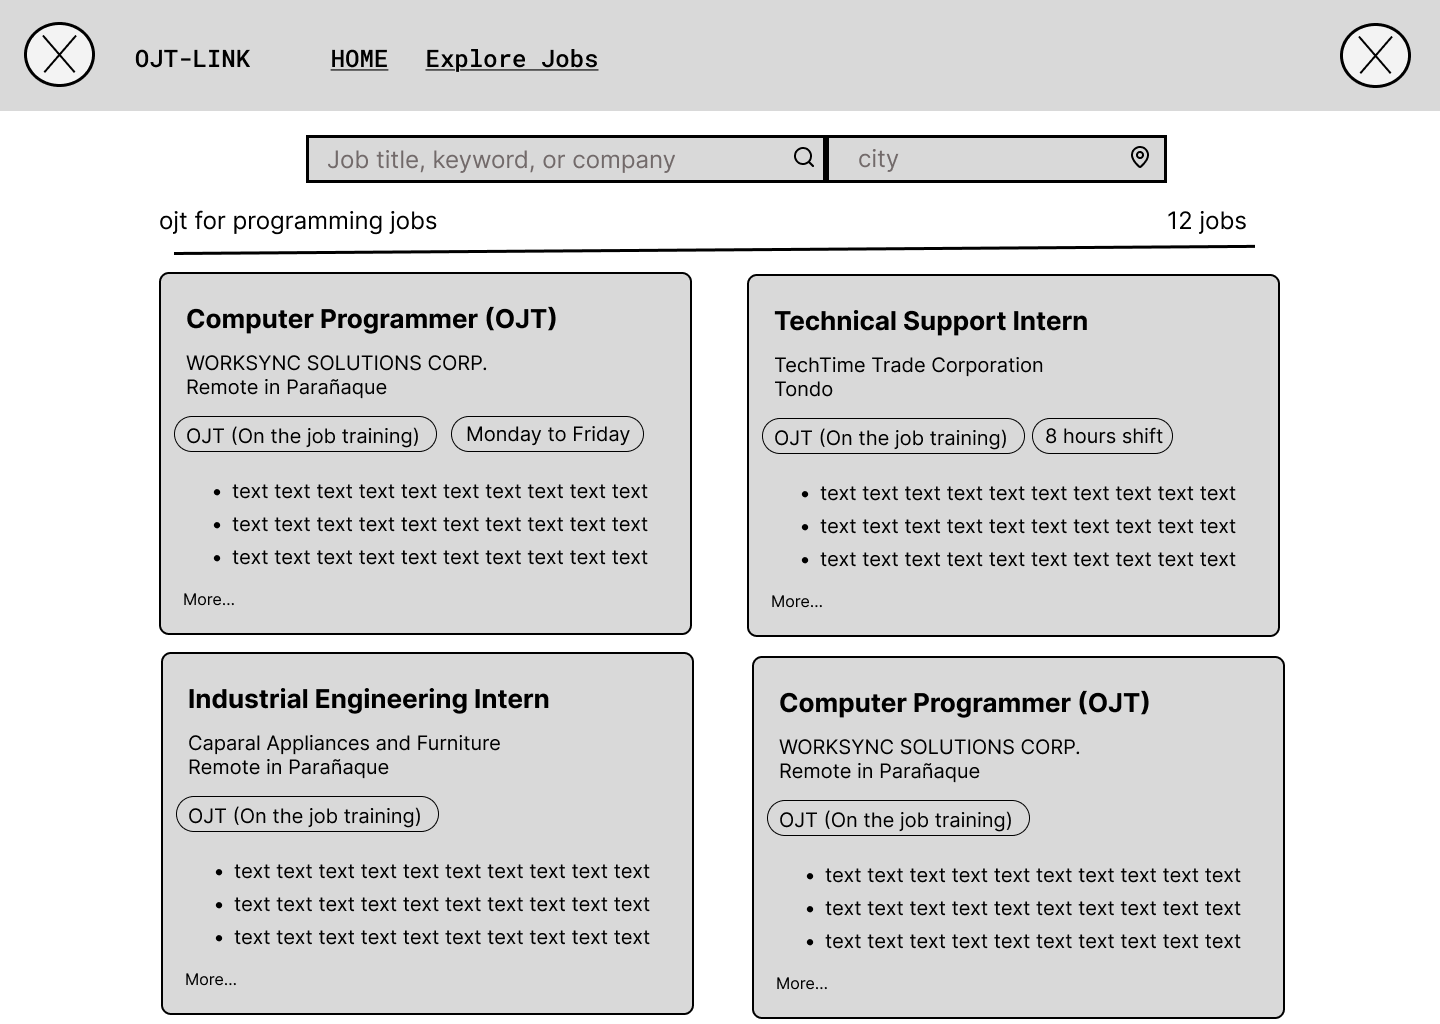 OJT-LINK HOME Explore Jobs
Job title, keyword, or company city
ojt for programming jobs 12 jobs
Computer Programmer (OJT)
WORKSYNC SOLUTIONS CORP.
Remote in Parañaque
OJT (On the job training) Monday to Friday
• text text text text text text text text text text
• text text text text text text text text text text
• text text text text text text text text text text
More...
Technical Support Intern
TechTime Trade Corporation
Tondo
OJT (On the job training) 8 hours shift
• text text text text text text text text text text
• text text text text text text text text text text
• text text text text text text text text text text
More...
Industrial Engineering Intern
Caparal Appliances and Furniture
Remote in Parañaque
OJT (On the job training)
• text text text text text text text text text text
• text text text text text text text text text text
• text text text text text text text text text text
More...
Computer Programmer (OJT)
WORKSYNC SOLUTIONS CORP.
Remote in Parañaque
OJT (On the job training)
• text text text text text text text text text text
• text text text text text text text text text text
• text text text text text text text text text text
More...